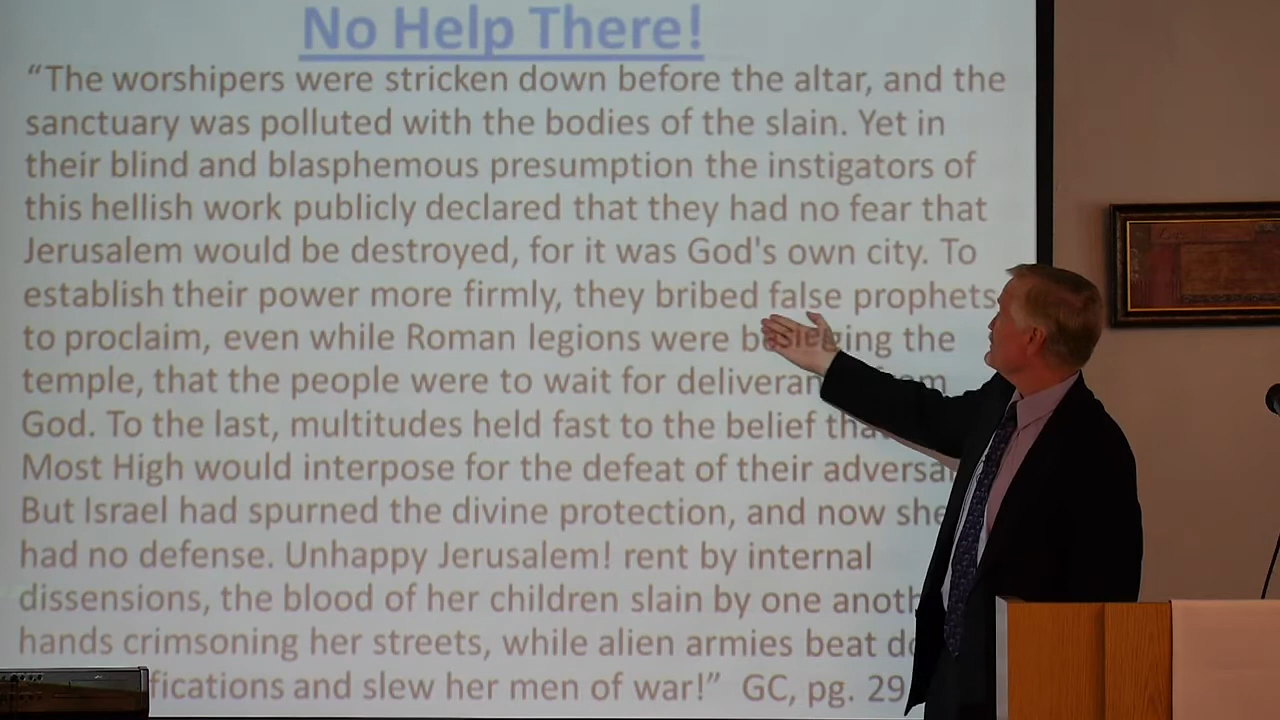 No Help There!
“The worshipers were stricken down before the altar, and the
sanctuary was polluted with the bodies of the slain. Yet in
their blind and blasphemous presumption the instigators of
this hellish work publicly declared that they had no fear that
Jerusalem would be destroyed, for it was God's own city. To
establish their power more firmly, they bribed false prophets
to proclaim, even while Roman legions were besieging the
temple, that the people were to wait for
God. To the last, multitudes held fast to the belief
Most High would interpose for the defeat of their
But Israel had spurned the divine protection, and now she
had no defense. Unhappy Jerusalem! rent by internal
dissensions, the blood of her children slain by one
hands crimsoning her streets, while alien armies beat
and slew her men of war!” GC, pg. 29